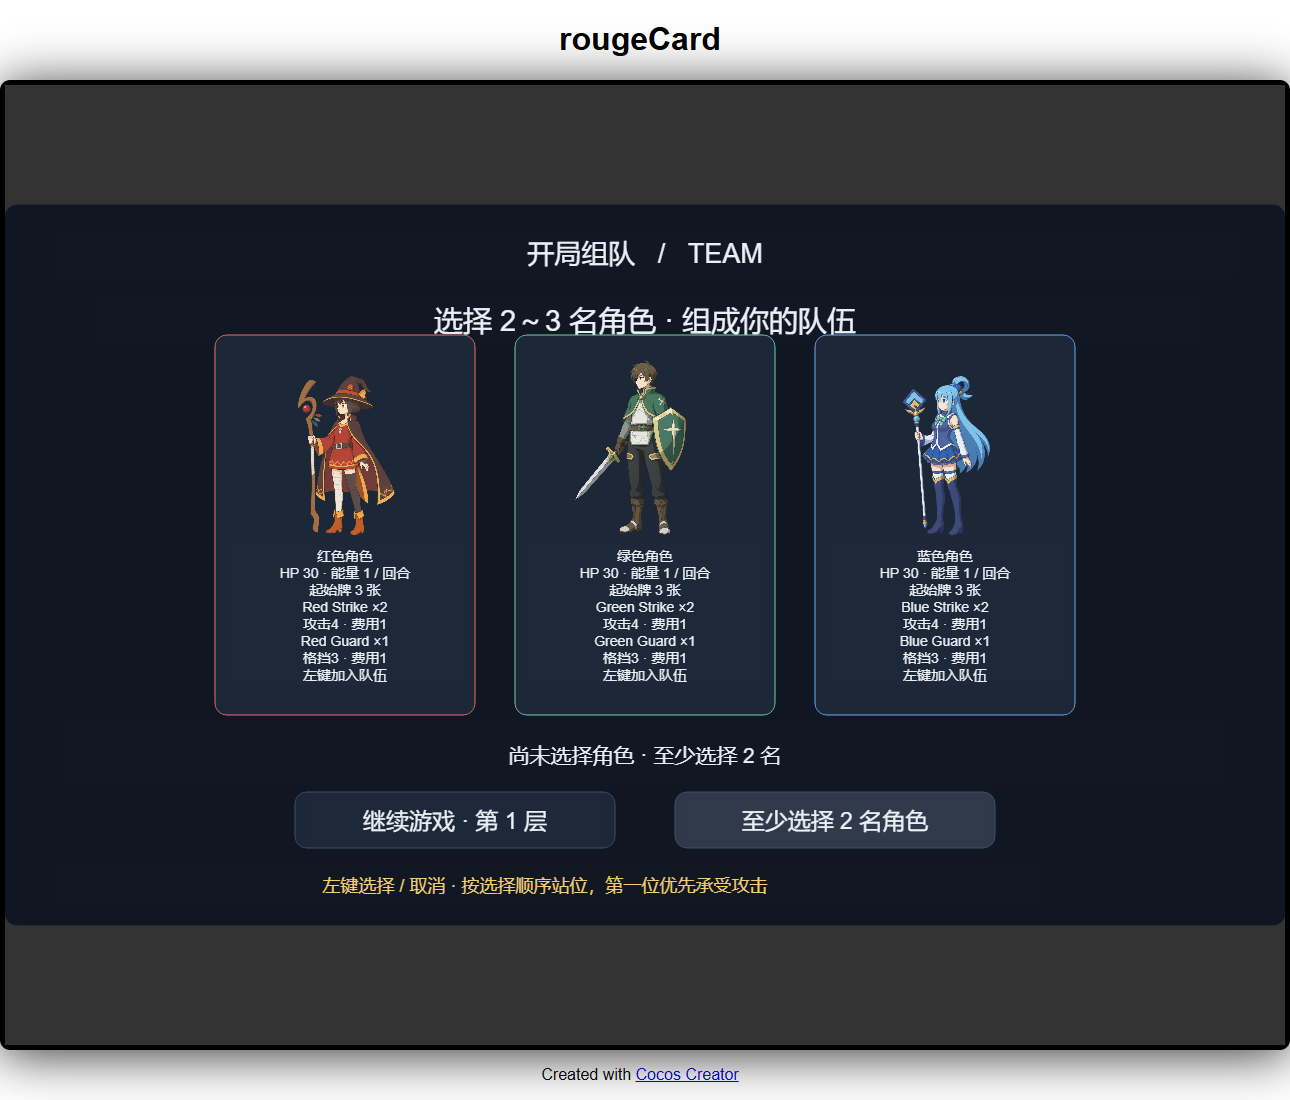 rougeCard
开局组队 / TEAM
选择 2～3 名角色 · 组成你的队伍
红色角色
HP 30 · 能量 1 / 回合
起始牌 3 张
Red Strike ×2
攻击4 · 费用1
Red Guard ×1
格挡3 · 费用1
左键加入队伍
绿色角色
HP 30 · 能量 1 / 回合
起始牌 3 张
Green Strike ×2
攻击4 · 费用1
Green Guard ×1
格挡3 · 费用1
左键加入队伍
蓝色角色
HP 30 · 能量 1 / 回合
起始牌 3 张
Blue Strike ×2
攻击4 · 费用1
Blue Guard ×1
格挡3 · 费用1
左键加入队伍
尚未选择角色 · 至少选择 2 名
继续游戏 · 第 1 层
至少选择 2 名角色
左键选择 / 取消 · 按选择顺序站位，第一位优先承受攻击
Created with Cocos Creator